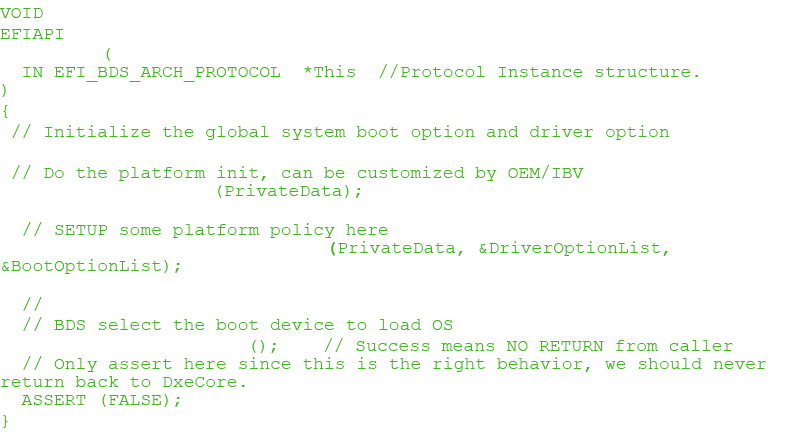 VOID
EFIAPI
(
IN EFI_BDS_ARCH_PROTOCOL *This //Protocol Instance structure.
)
{
// Initialize the global system boot option and driver option
// Do the platform init, can be customized by OEM/IBV
(PrivateData);
// SETUP some platform policy here
(PrivateData, &DriverOptionList,
&BootOptionList);
//
// BDS select the boot device to load OS
(); // Success means NO RETURN from caller
// Only assert here since this is the right behavior, we should never
return back to DxeCore.
ASSERT (FALSE);
}